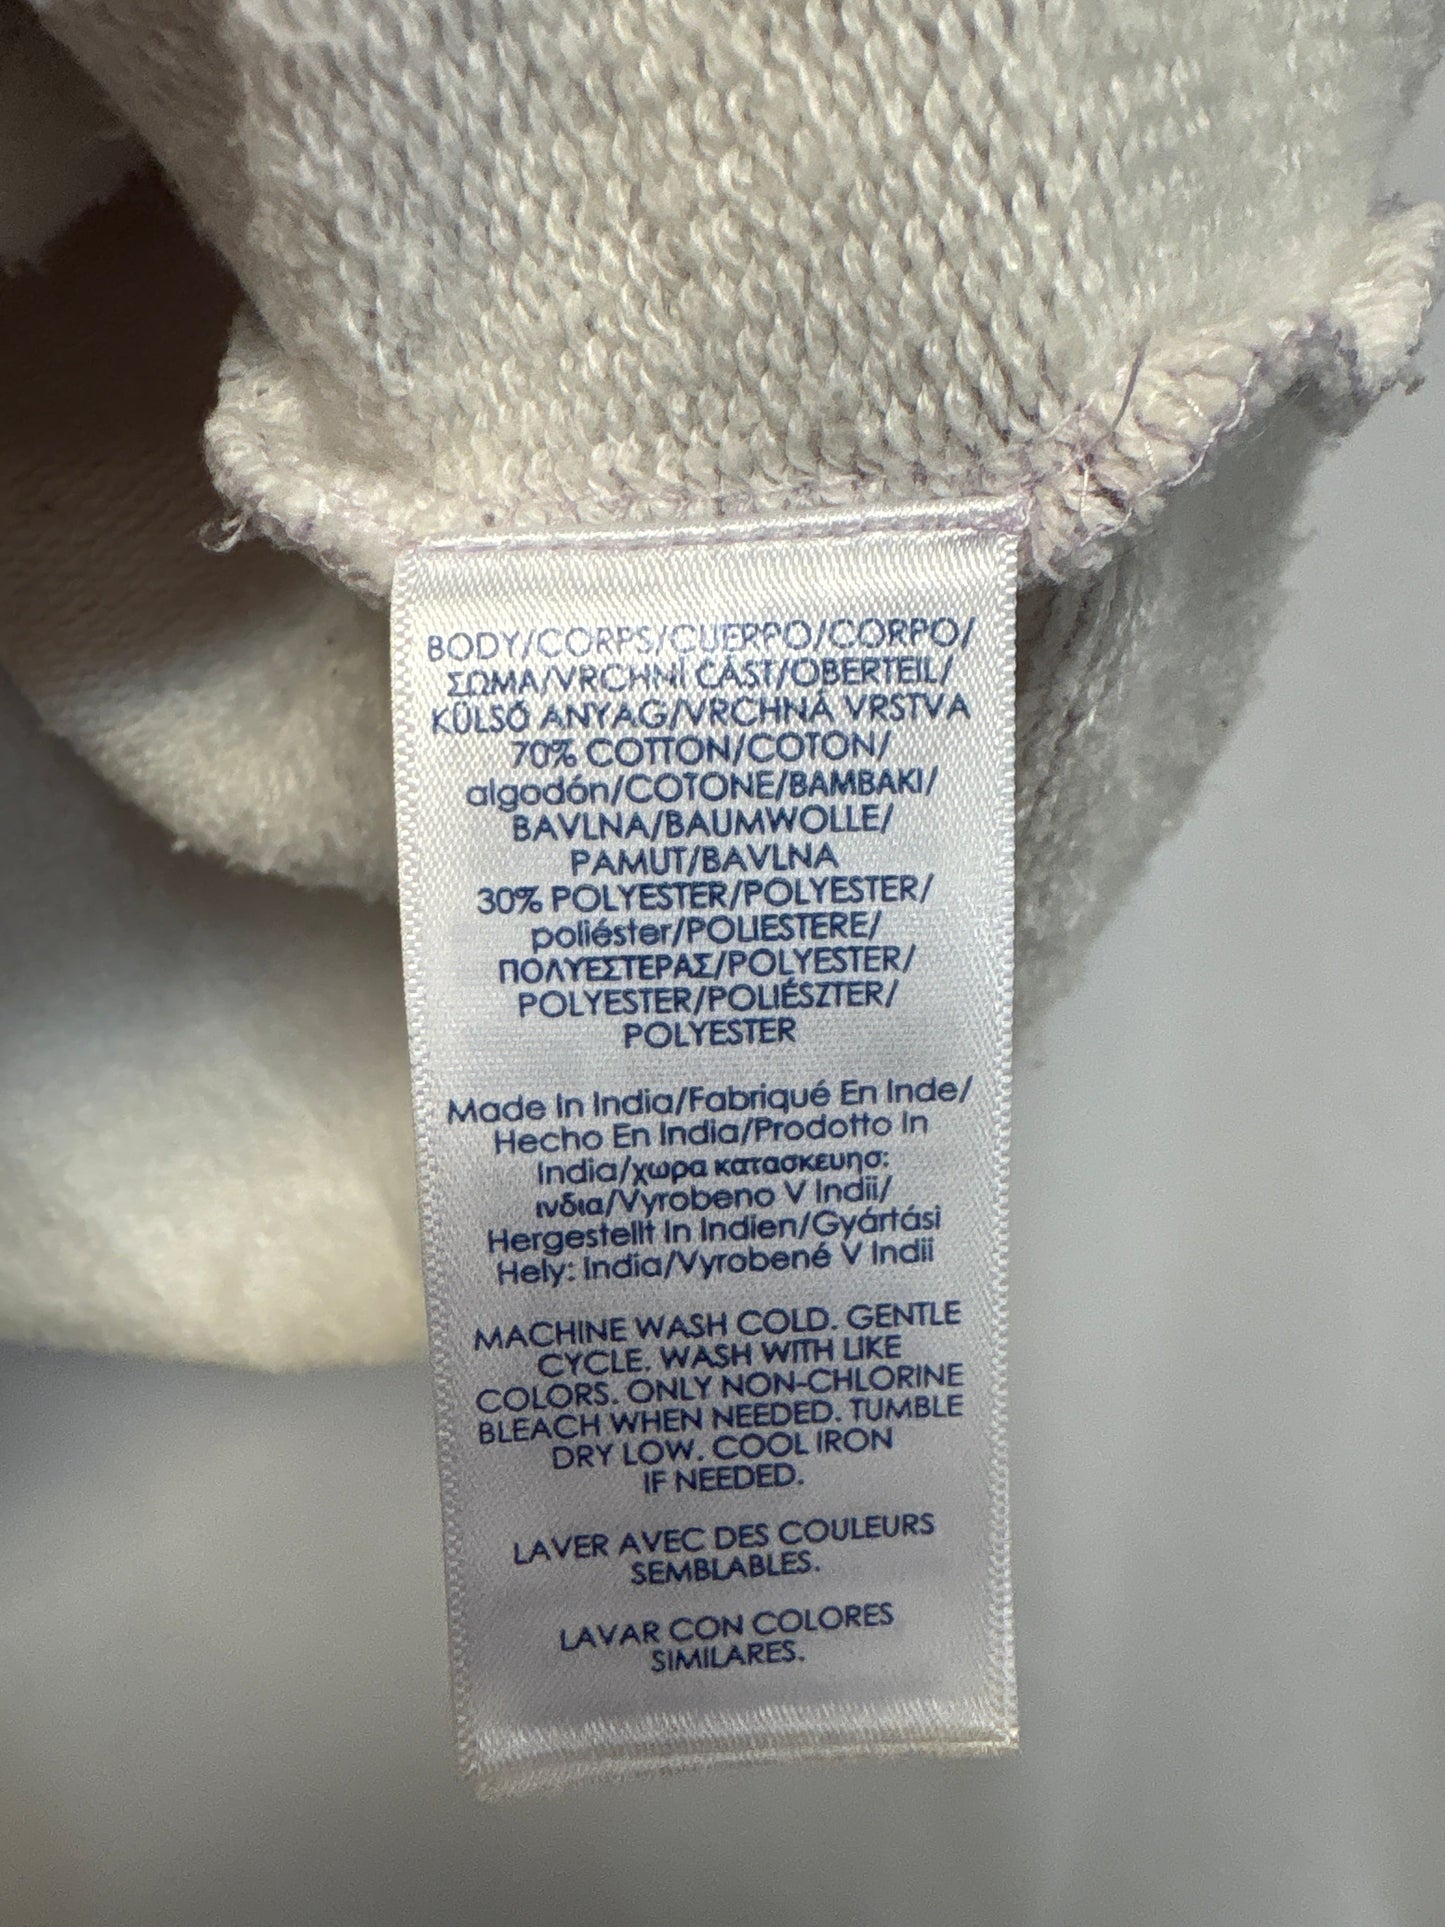 BODY/CORPS/CUERPO/CORPO/
ΣΩΜΑ/VRCHNÍ CÁST/OBERTEIL/
KÜLSÓ ANYAG/VRCHNÁ VRSTVA
70% COTTON/COTON/
algodón/COTONE/BAMBAKI/
BAVLNA/BAUMWOLLE/
PAMUT/BAVLNA
30% POLYESTER/POLYESTER/
poliéster/POLIESTERE/
ΠΟΛΥΕΣΤΕΡΑΣ/POLYESTER/
POLYESTER/POLIÉSZTER/
POLYESTER
Made In India/Fabriqué En Inde/
Hecho En India/Prodotto In
India/χωρα κατασκευησ:
ινδια/Vyrobeno V Indii/
Hergestellt In Indien/Gyártási
Hely: India/Vyrobené V Indii
MACHINE WASH COLD. GENTLE
CYCLE. WASH WITH LIKE
COLORS. ONLY NON-CHLORINE
BLEACH WHEN NEEDED. TUMBLE
DRY LOW. COOL IRON
IF NEEDED.
LAVER AVEC DES COULEURS
SEMBLABLES.
LAVAR CON COLORES
SIMILARES.